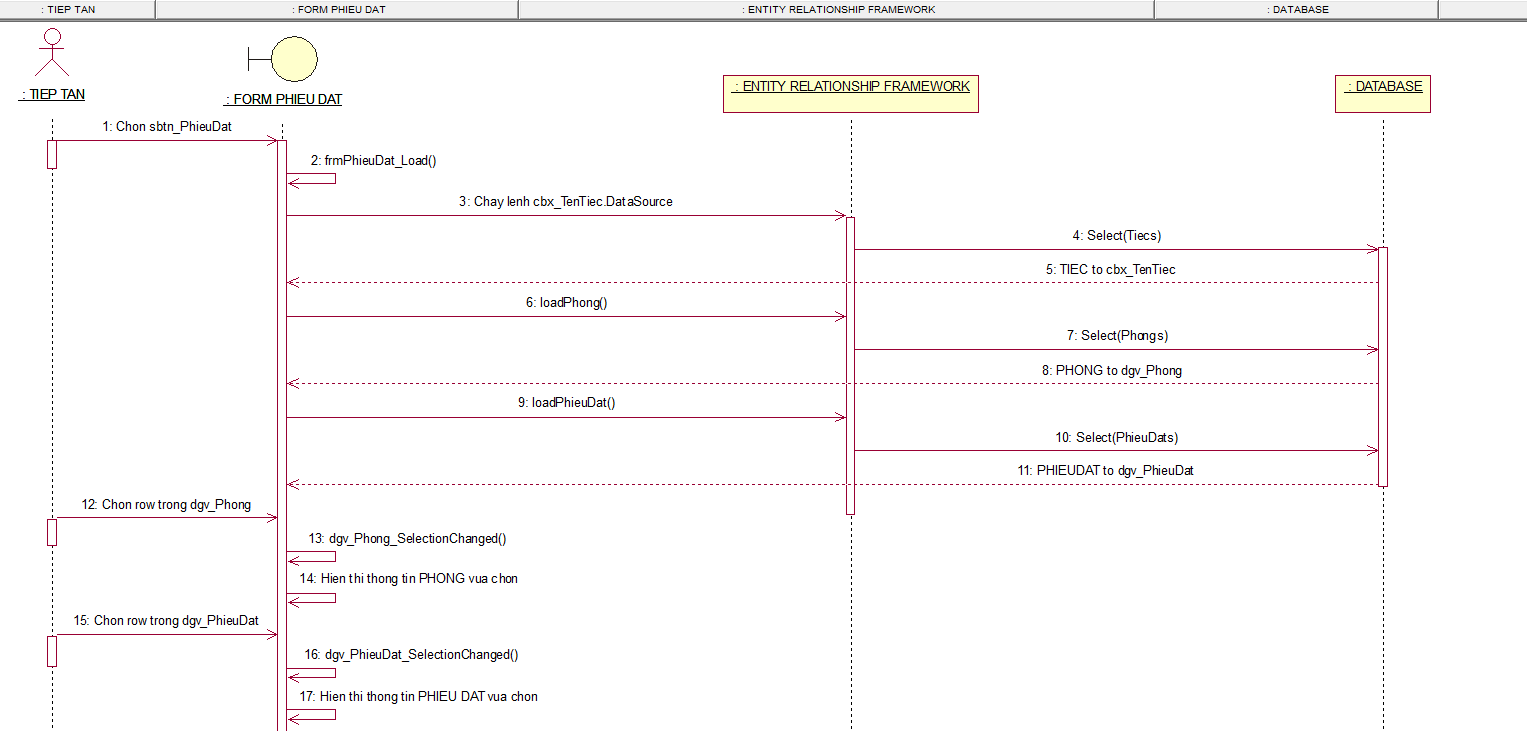 : TIEP TAN
: FORM PHIEU DAT
: ENTITY RELATIONSHIP FRAMEWORK
: DATABASE
: TIEP TAN
: FORM PHIEU DAT
: ENTITY RELATIONSHIP FRAMEWORK
: DATABASE
1: Chon sbtn_PhieuDat
2: frmPhieuDat_Load()
3: Chay lenh cbx_TenTiec.DataSource
4: Select(Tiecs)
5: TIEC to cbx_TenTiec
6: loadPhong()
7: Select(Phongs)
8: PHONG to dgv_Phong
9: loadPhieuDat()
10: Select(PhieuDats)
11: PHIEUDAT to dgv_PhieuDat
12: Chon row trong dgv_Phong
13: dgv_Phong_SelectionChanged()
14: Hien thi thong tin PHONG vua chon
15: Chon row trong dgv_PhieuDat
16: dgv_PhieuDat_SelectionChanged()
17: Hien thi thong tin PHIEU DAT vua chon